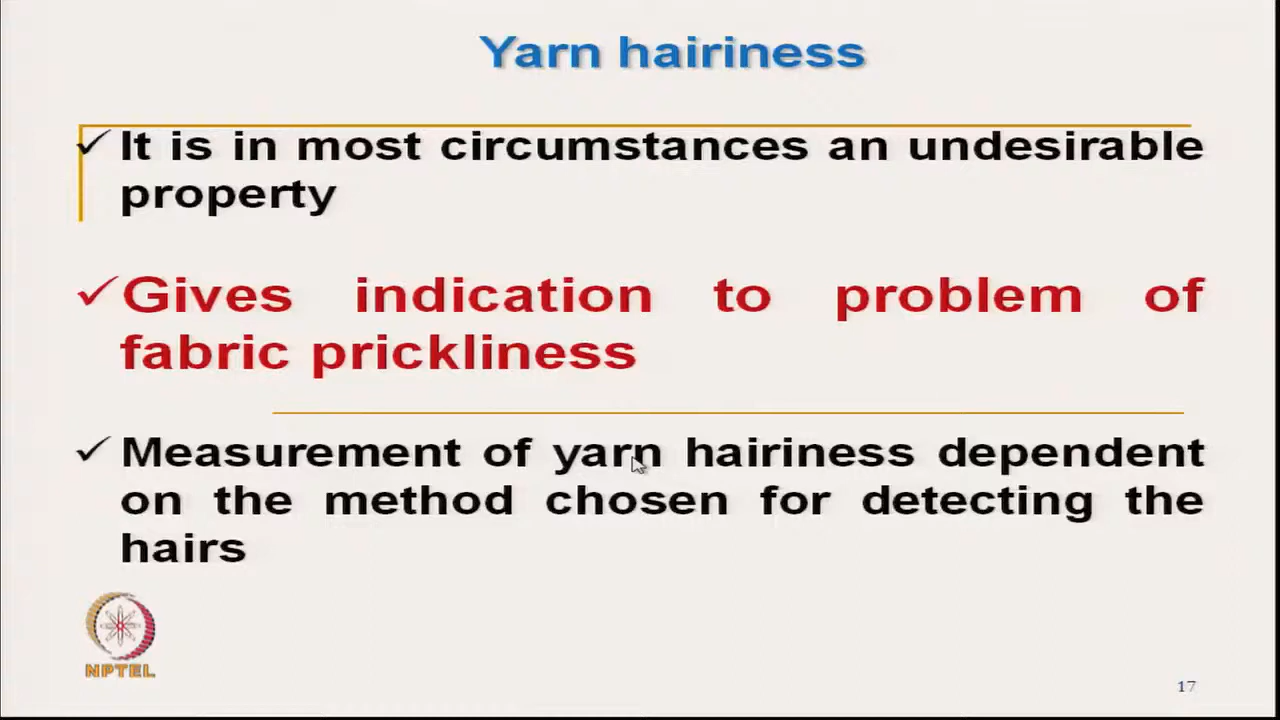 Yarn hairiness
✓ It is in most circumstances an undesirable
property
✓ Gives indication to problem of
fabric prickliness
✓ Measurement of yarn hairiness dependent
on the method chosen for detecting the
hairs
NPTEL
17